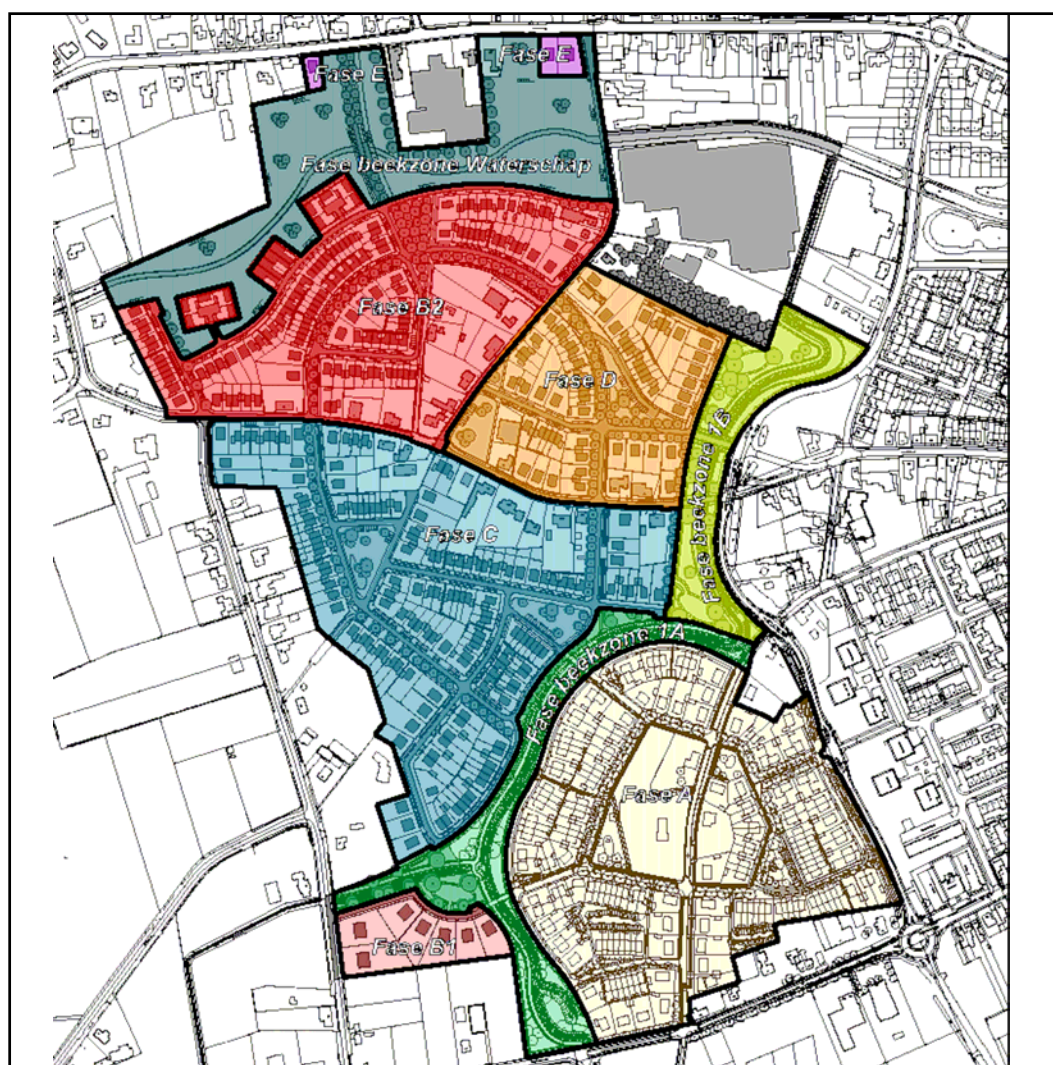 Fase E
Fase E
Fase beekzone Waterschap
Fase B2
Fase D
Fase beekzone 1B
Fase C
Fase beekzone 1A
Fase A
Fase B1